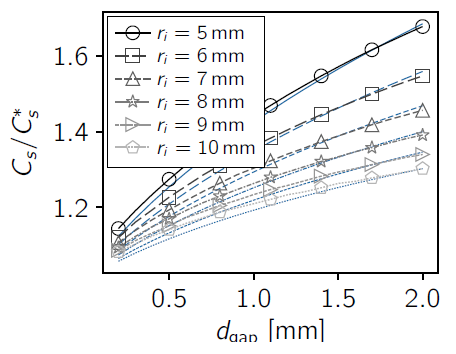 r_i = 5 mm
r_i = 6 mm
r_i = 7 mm
r_i = 8 mm
r_i = 9 mm
r_i = 10 mm
C_s/C_s^*
1.6
1.4
1.2
0.5 1.0 1.5 2.0
d_gap [mm]